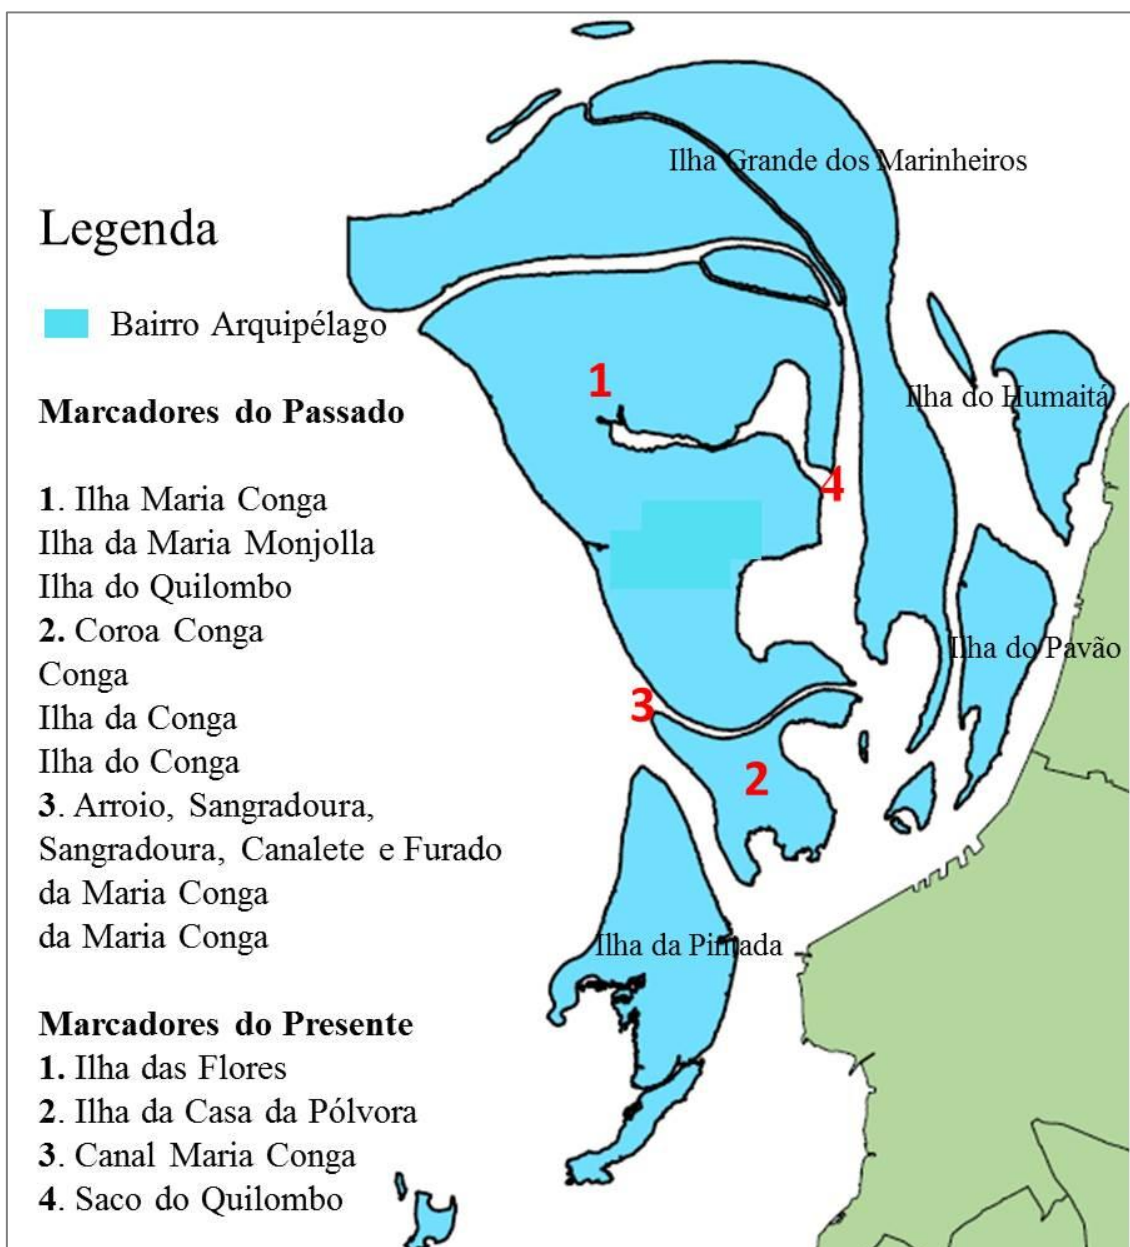 Legenda
Bairro Arquipélago
Marcadores do Passado
1. Ilha Maria Conga
Ilha da Maria Monjolla
Ilha do Quilombo
2. Coroa Conga
Conga
Ilha da Conga
Ilha do Conga
3. Arroio, Sangradoura,
Sangradoura, Canalete e Furado
da Maria Conga
da Maria Conga
Marcadores do Presente
1. Ilha das Flores
2. Ilha da Casa da Pólvora
3. Canal Maria Conga
4. Saco do Quilombo
Ilha Grande dos Marinheiros
1
Ilha do Humaitá
4
Ilha do Pavão
3
2
Ilha da Pintada